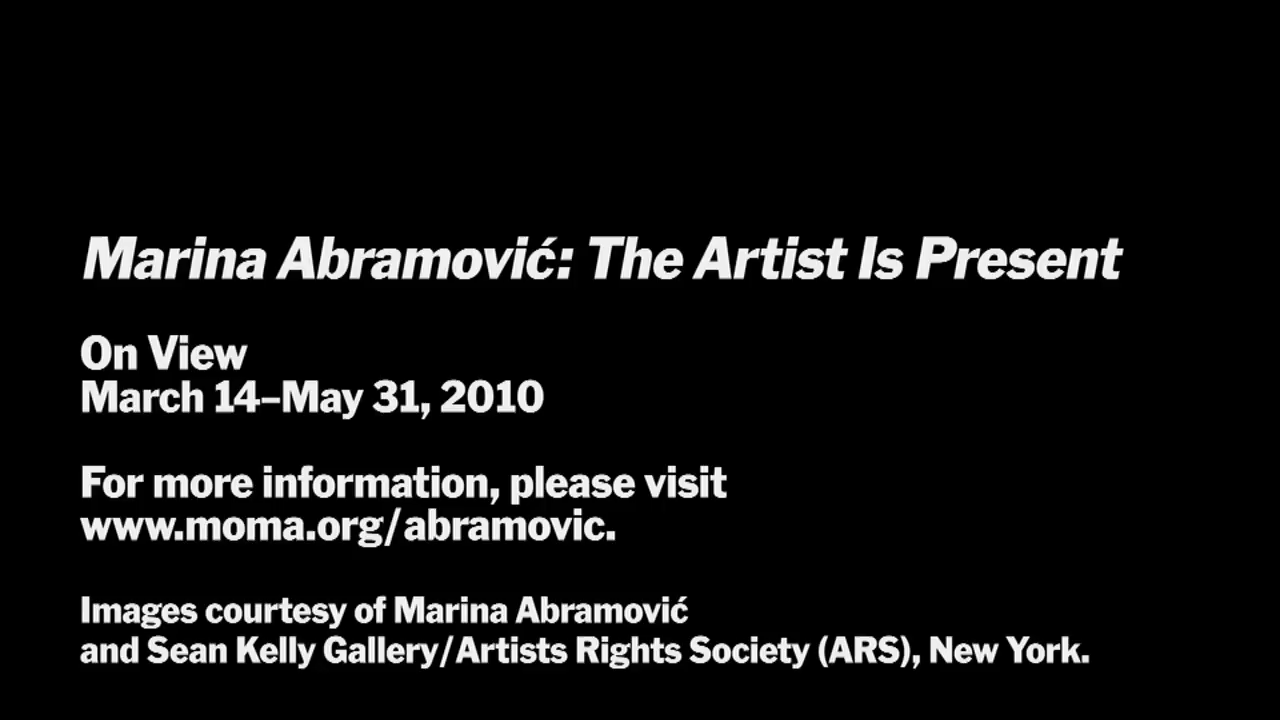 Marina Abramović: The Artist Is Present
On View
March 14–May 31, 2010
For more information, please visit
www.moma.org/abramovic.
Images courtesy of Marina Abramović
and Sean Kelly Gallery/Artists Rights Society (ARS), New York.